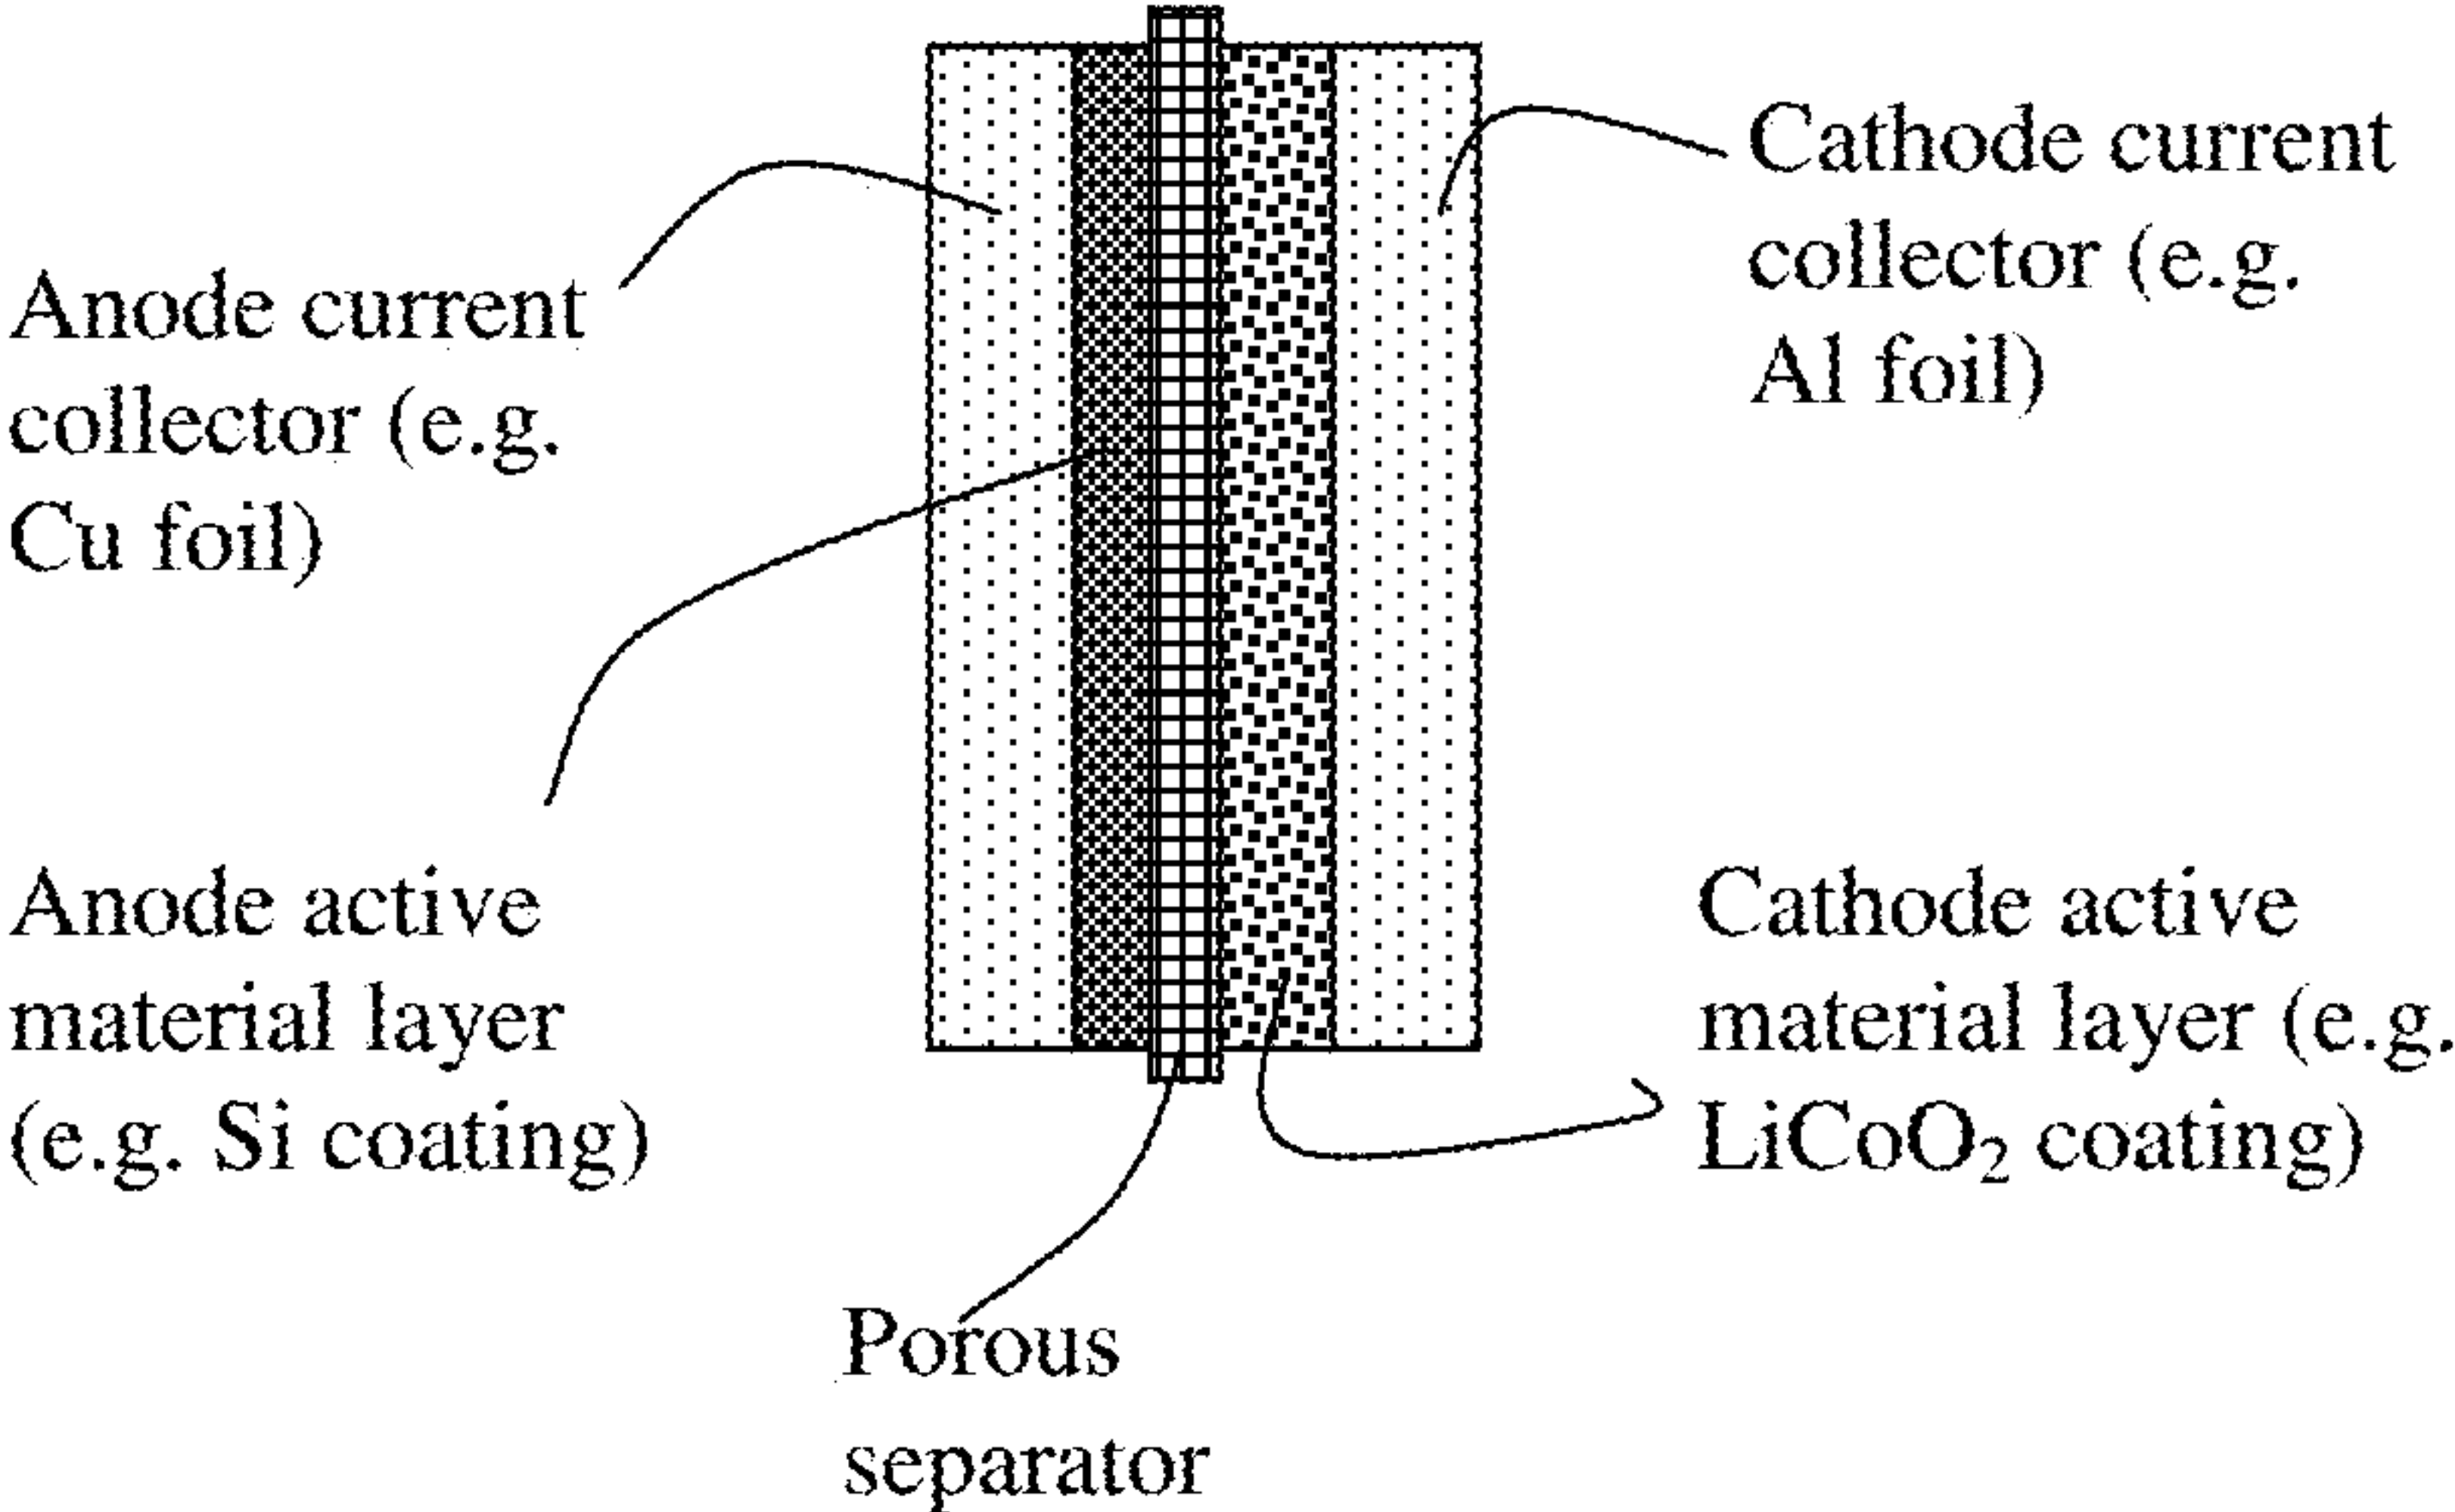 Anode current
collector (e.g.
Cu foil)
Cathode current
collector (e.g.
Al foil)
Anode active
material layer
(e.g. Si coating)
Cathode active
material layer (e.g.
LiCoO₂ coating)
Porous
separator